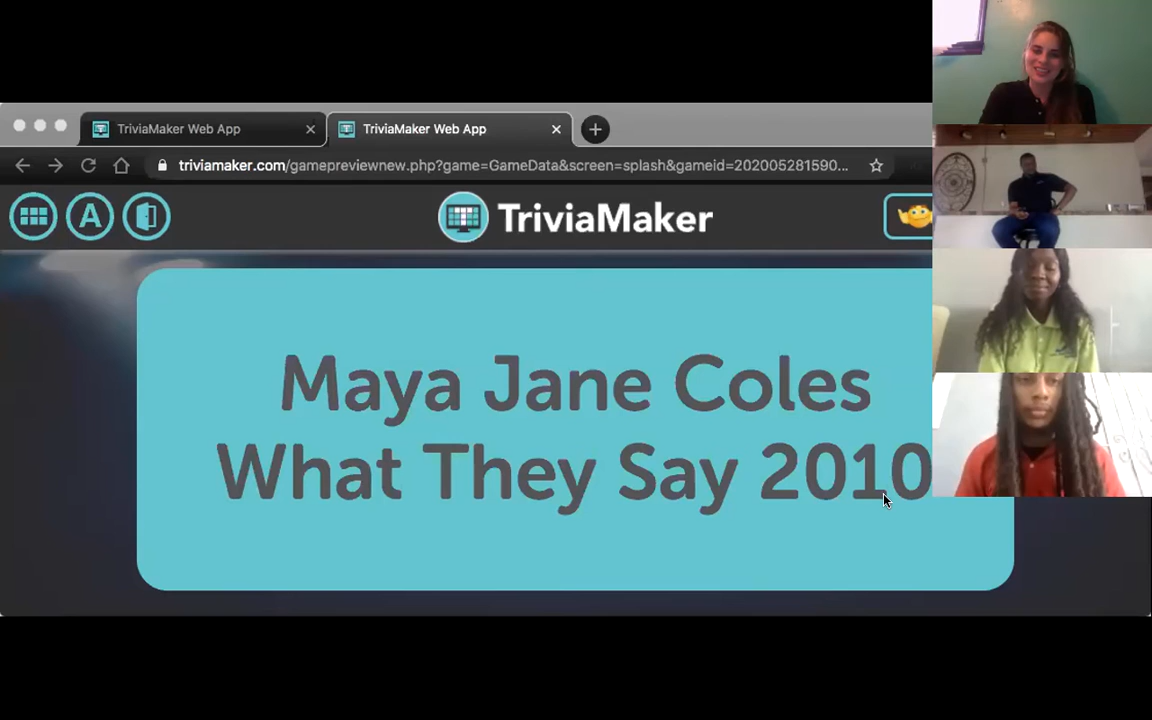 TriviaMaker Web App
TriviaMaker Web App
triviamaker.com/gamepreviewnew.php?game=GameData&screen=splash&gameid=202005281590...
A
TriviaMaker
Maya Jane Coles
What They Say 2010